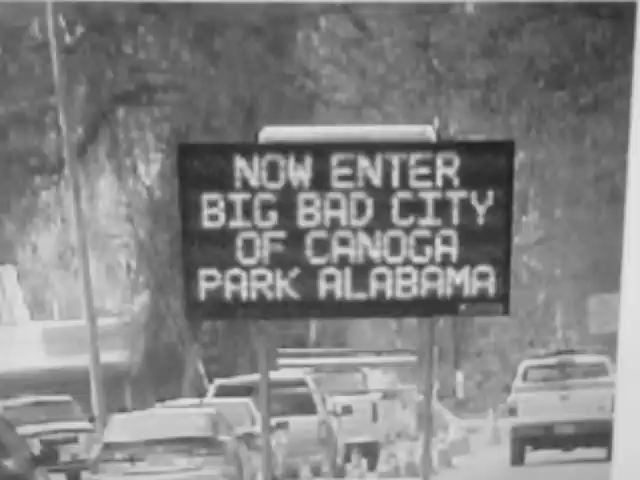 NOW ENTER
BIG BAD CITY
OF CANOGA
PARK ALABAMA